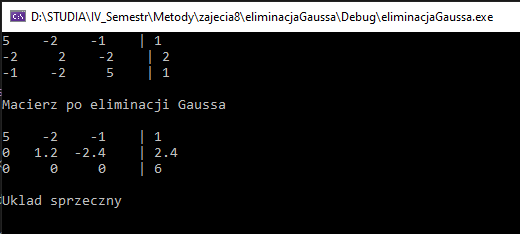 D:\STUDIA\IV_Semestr\Metody\zajecia8\eliminacjaGaussa\Debug\eliminacjaGaussa.exe
5 -2 -1 | 1
-2 2 -2 | 2
-1 -2 5 | 1
Macierz po eliminacji Gaussa
5 -2 -1 | 1
0 1.2 -2.4 | 2.4
0 0 0 | 6
Uklad sprzeczny